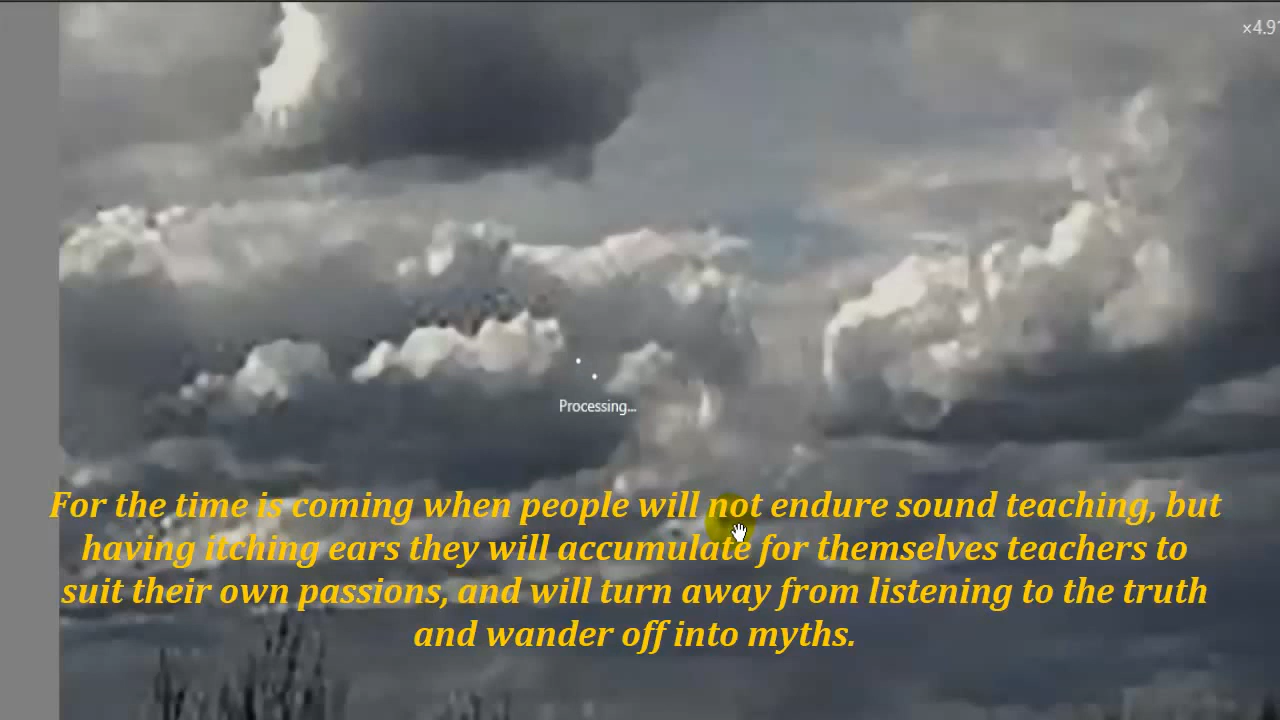 ×4.9
Processing...
For the time is coming when people will not endure sound teaching, but
having itching ears they will accumulate for themselves teachers to
suit their own passions, and will turn away from listening to the truth
and wander off into myths.